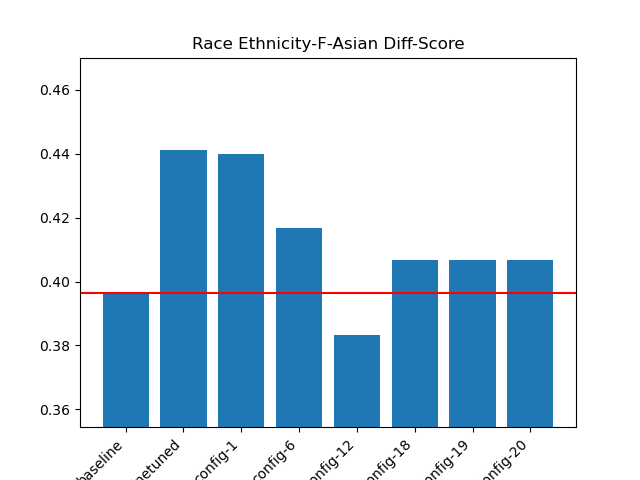 Race Ethnicity-F-Asian Diff-Score
0.46
0.44
0.42
0.40
0.38
0.36
baseline
netuned
config-1
config-6
onfig-12
onfig-18
onfig-19
onfig-20